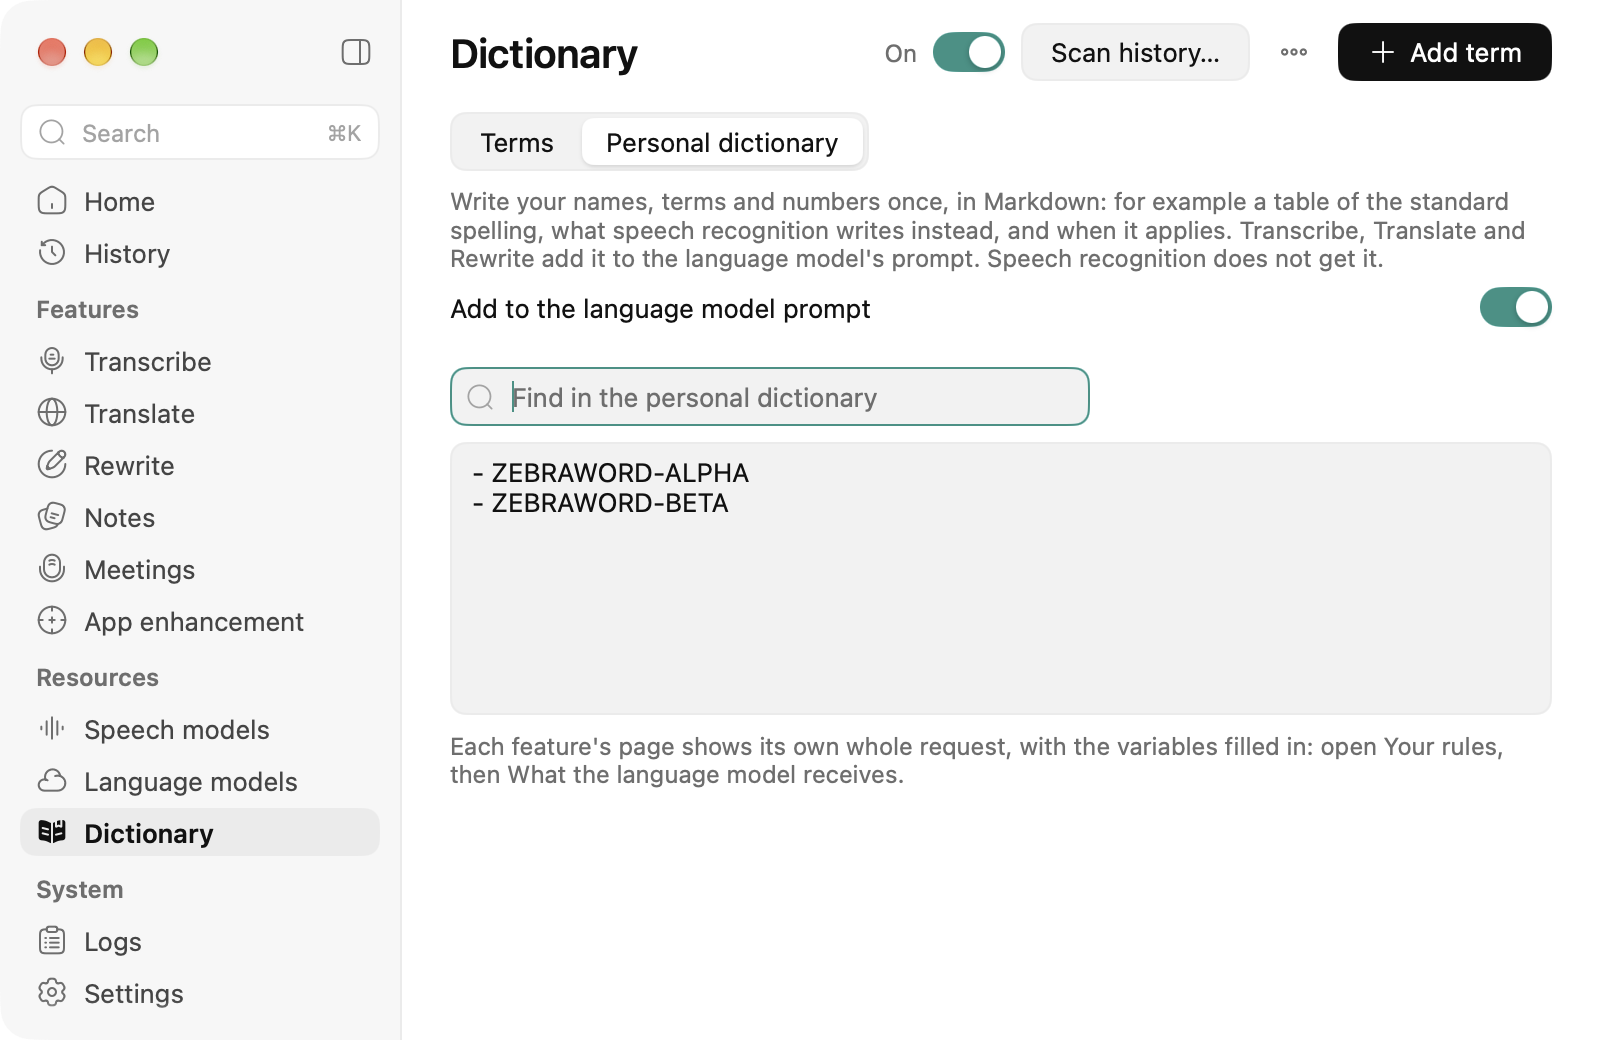 Search ⌘K
Home
History
Features
Transcribe
Translate
Rewrite
Notes
Meetings
App enhancement
Resources
Speech models
Language models
Dictionary
System
Logs
Settings
Dictionary
On
Scan history...
Add term
Terms
Personal dictionary
Write your names, terms and numbers once, in Markdown: for example a table of the standard
spelling, what speech recognition writes instead, and when it applies. Transcribe, Translate and
Rewrite add it to the language model's prompt. Speech recognition does not get it.
Add to the language model prompt
Find in the personal dictionary
- ZEBRAWORD-ALPHA
- ZEBRAWORD-BETA
Each feature's page shows its own whole request, with the variables filled in: open Your rules,
then What the language model receives.